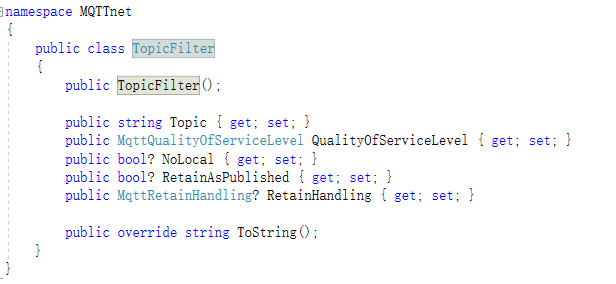 namespace MQTTnet
{
public class TopicFilter
{
public TopicFilter();
public string Topic { get; set; }
public MqttQualityOfServiceLevel QualityOfServiceLevel { get; set; }
public bool? NoLocal { get; set; }
public bool? RetainAsPublished { get; set; }
public MqttRetainHandling? RetainHandling { get; set; }
public override string ToString();
}
}